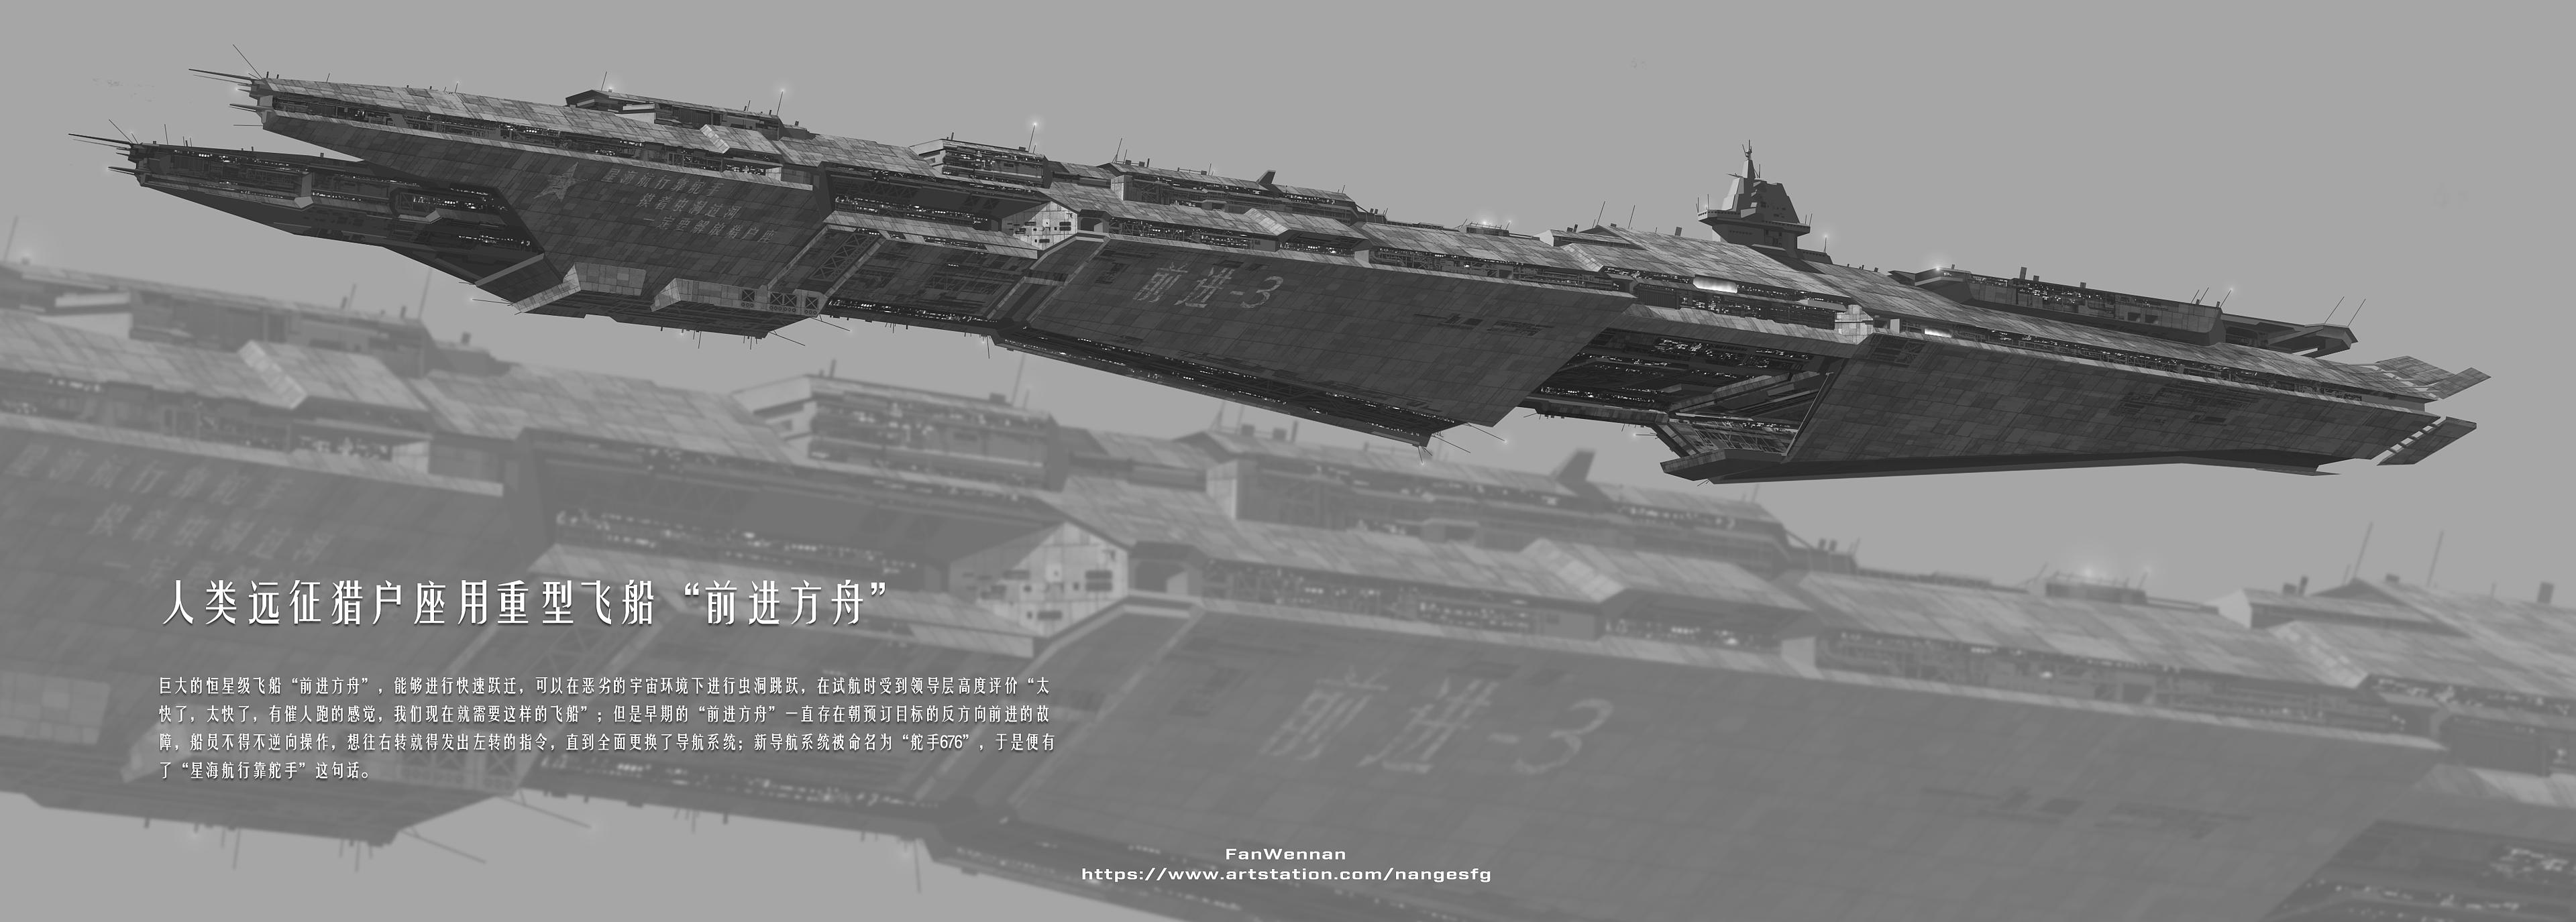 星海航行靠舵手
前进-3
人类远征猎户座用重型飞船“前进方舟”
巨大的恒星级飞船“前进方舟”，能够进行快速跃迁，可以在恶劣的宇宙环境下进行虫洞跳跃，在试航时受到领导层高度评价“太
快了，太快了，有催人跑的感觉，我们现在就需要这样的飞船”；但是早期的“前进方舟”一直存在朝预订目标的反方向前进的故
障，船员不得不逆向操作，想往右转就得发出左转的指令，直到全面更换了导航系统；新导航系统被命名为“舵手676”，于是便有
了“星海航行靠舵手”这句话。
前进-3
FanWennan
https://www.artstation.com/nangesfg